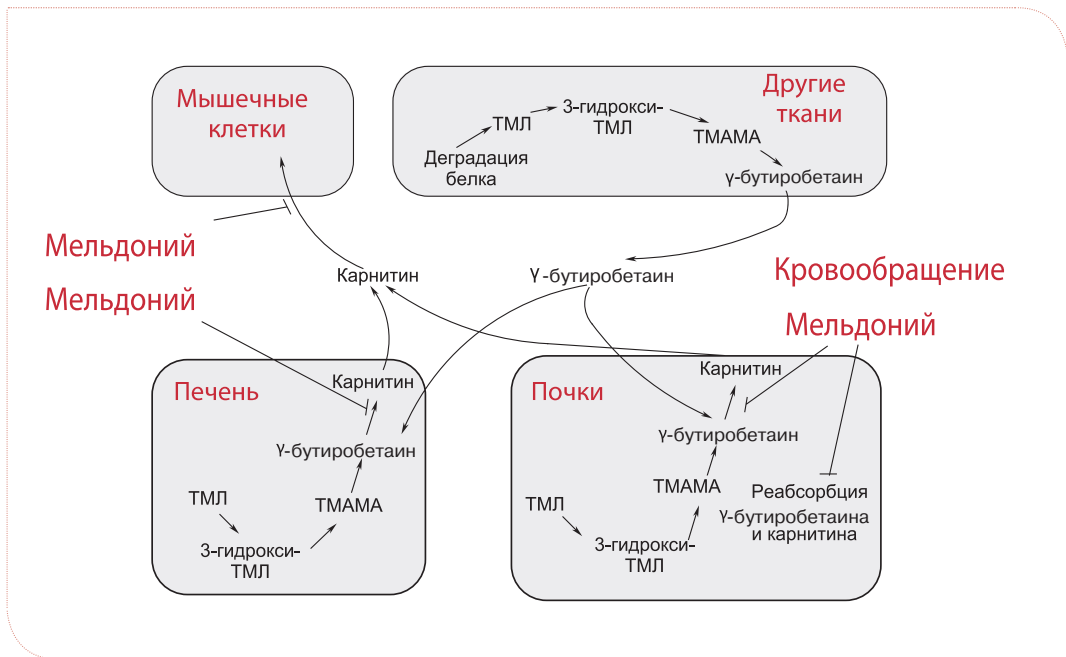 Мышечные
клетки
Другие
ткани
3-гидрокси-
ТМЛ
ТМЛ
ТМАМА
Деградация
белка
γ-бутиробетаин
Мельдоний
Карнитин
γ-бутиробетаин
Кровообращение
Мельдоний
Мельдоний
Печень
Карнитин
γ-бутиробетаин
ТМЛ
ТМАМА
3-гидрокси-
ТМЛ
Почки
Карнитин
γ-бутиробетаин
ТМАМА
ТМЛ
3-гидрокси-
ТМЛ
Реабсорбция
γ-бутиробетаина
и карнитина